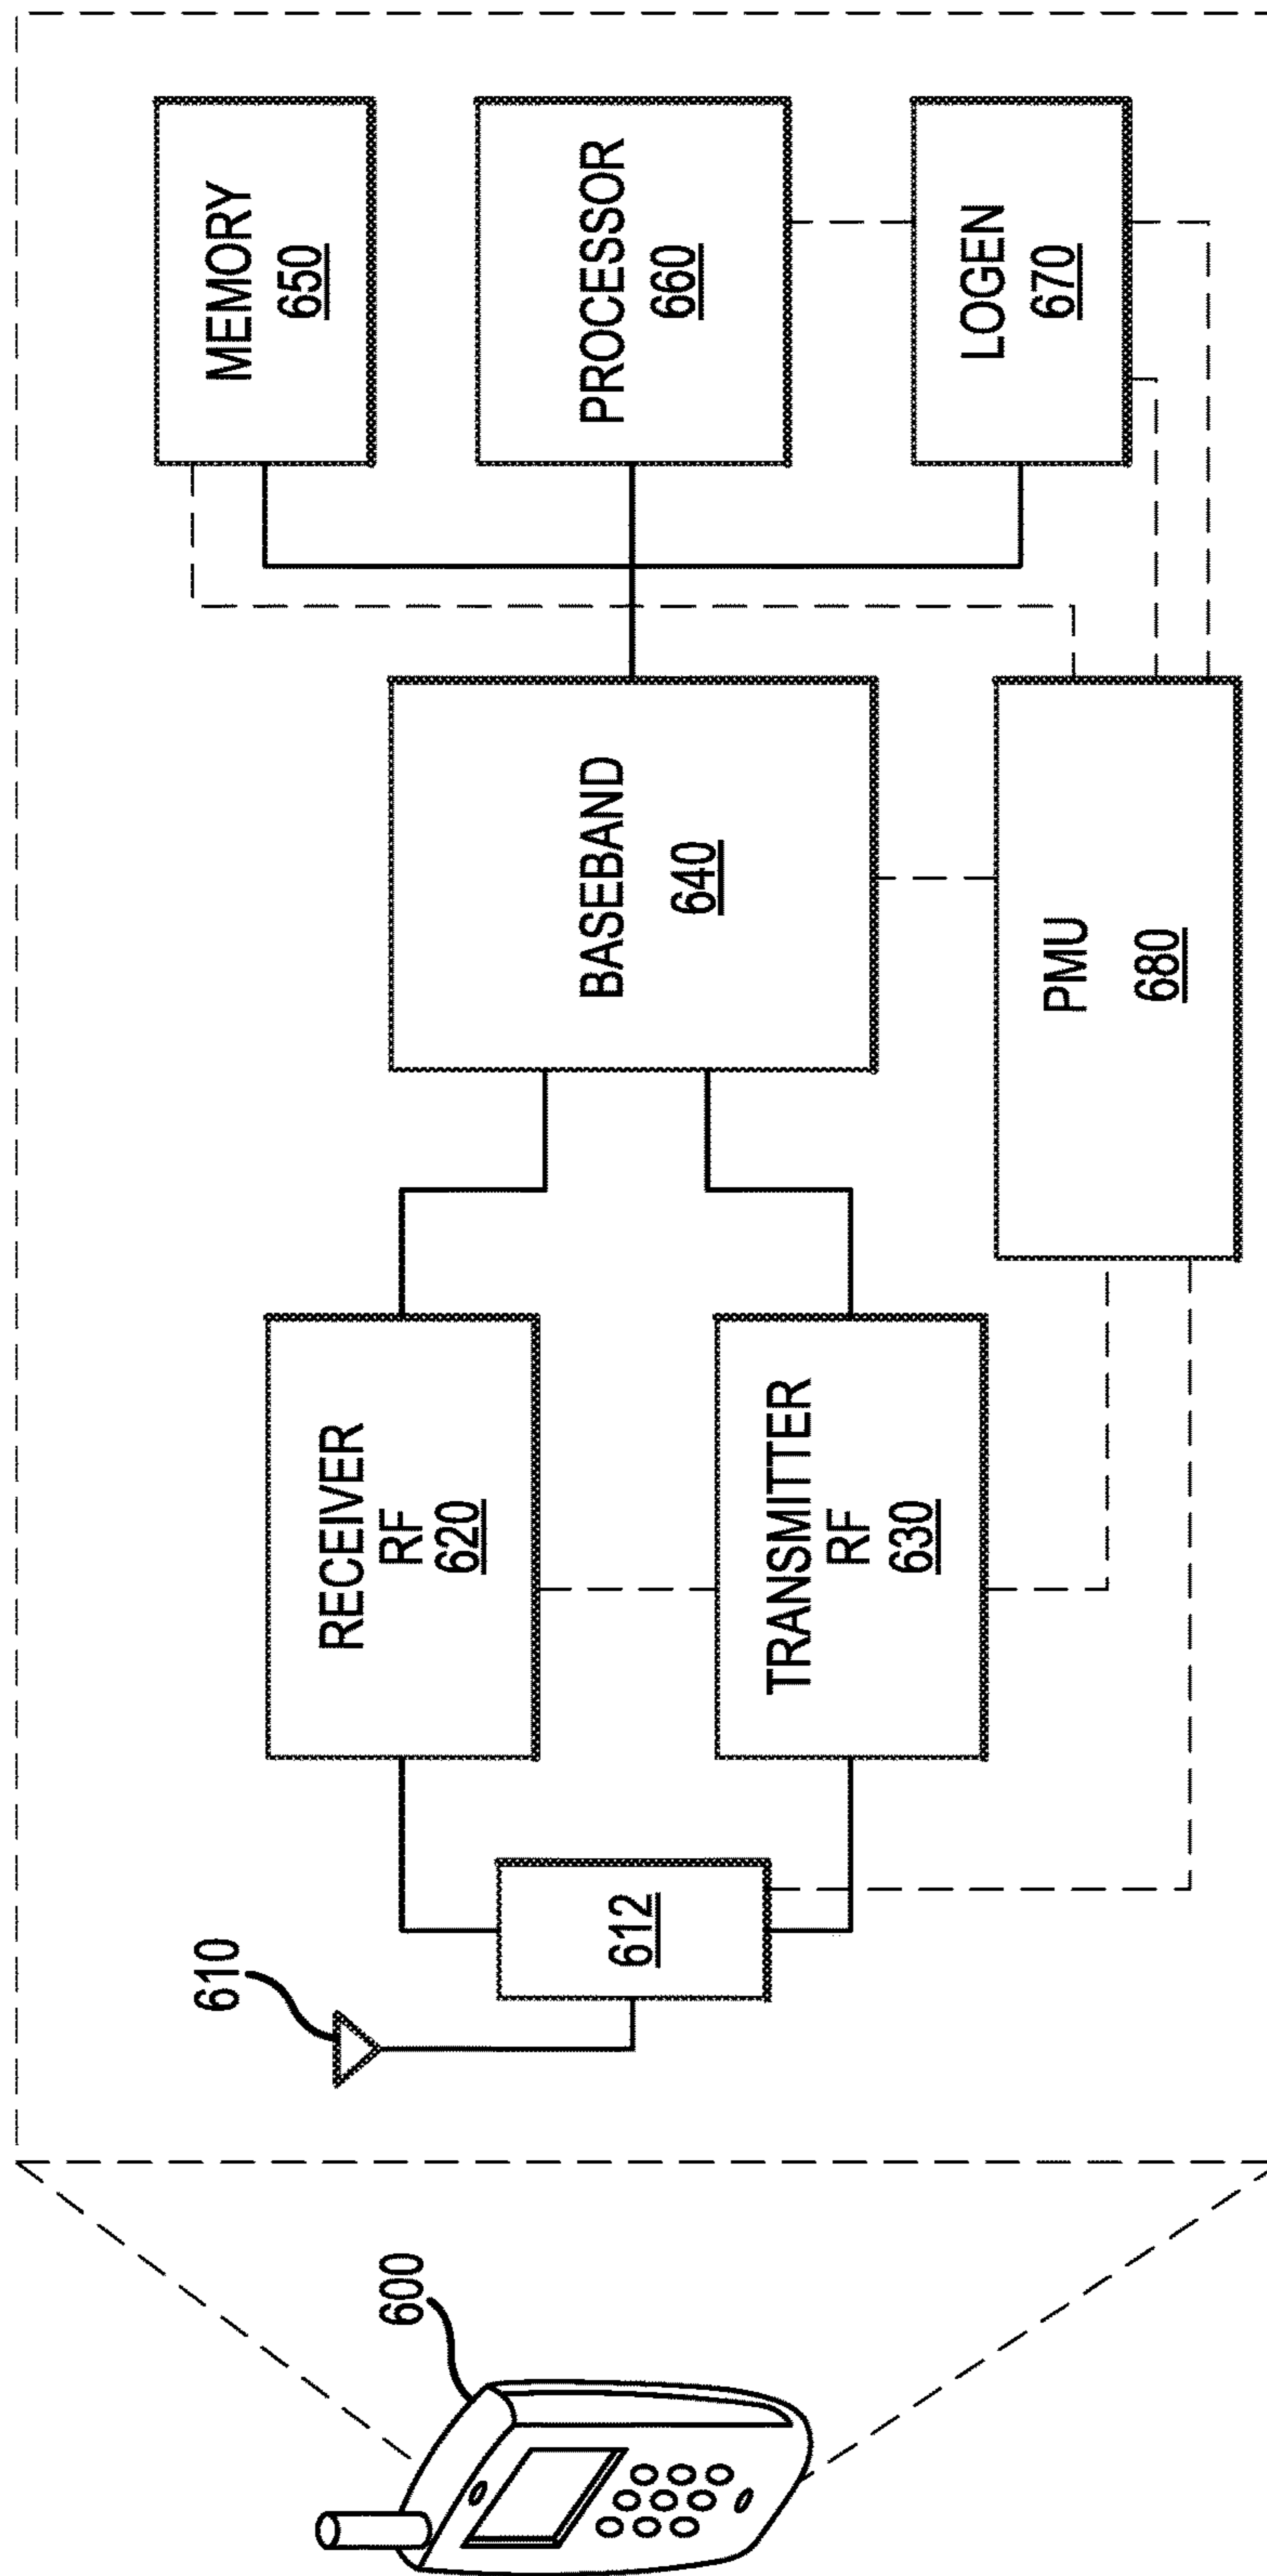 600
610
612
RECEIVER
RF
620
TRANSMITTER
RF
630
BASEBAND
640
PMU
680
MEMORY
650
PROCESSOR
660
LOGEN
670